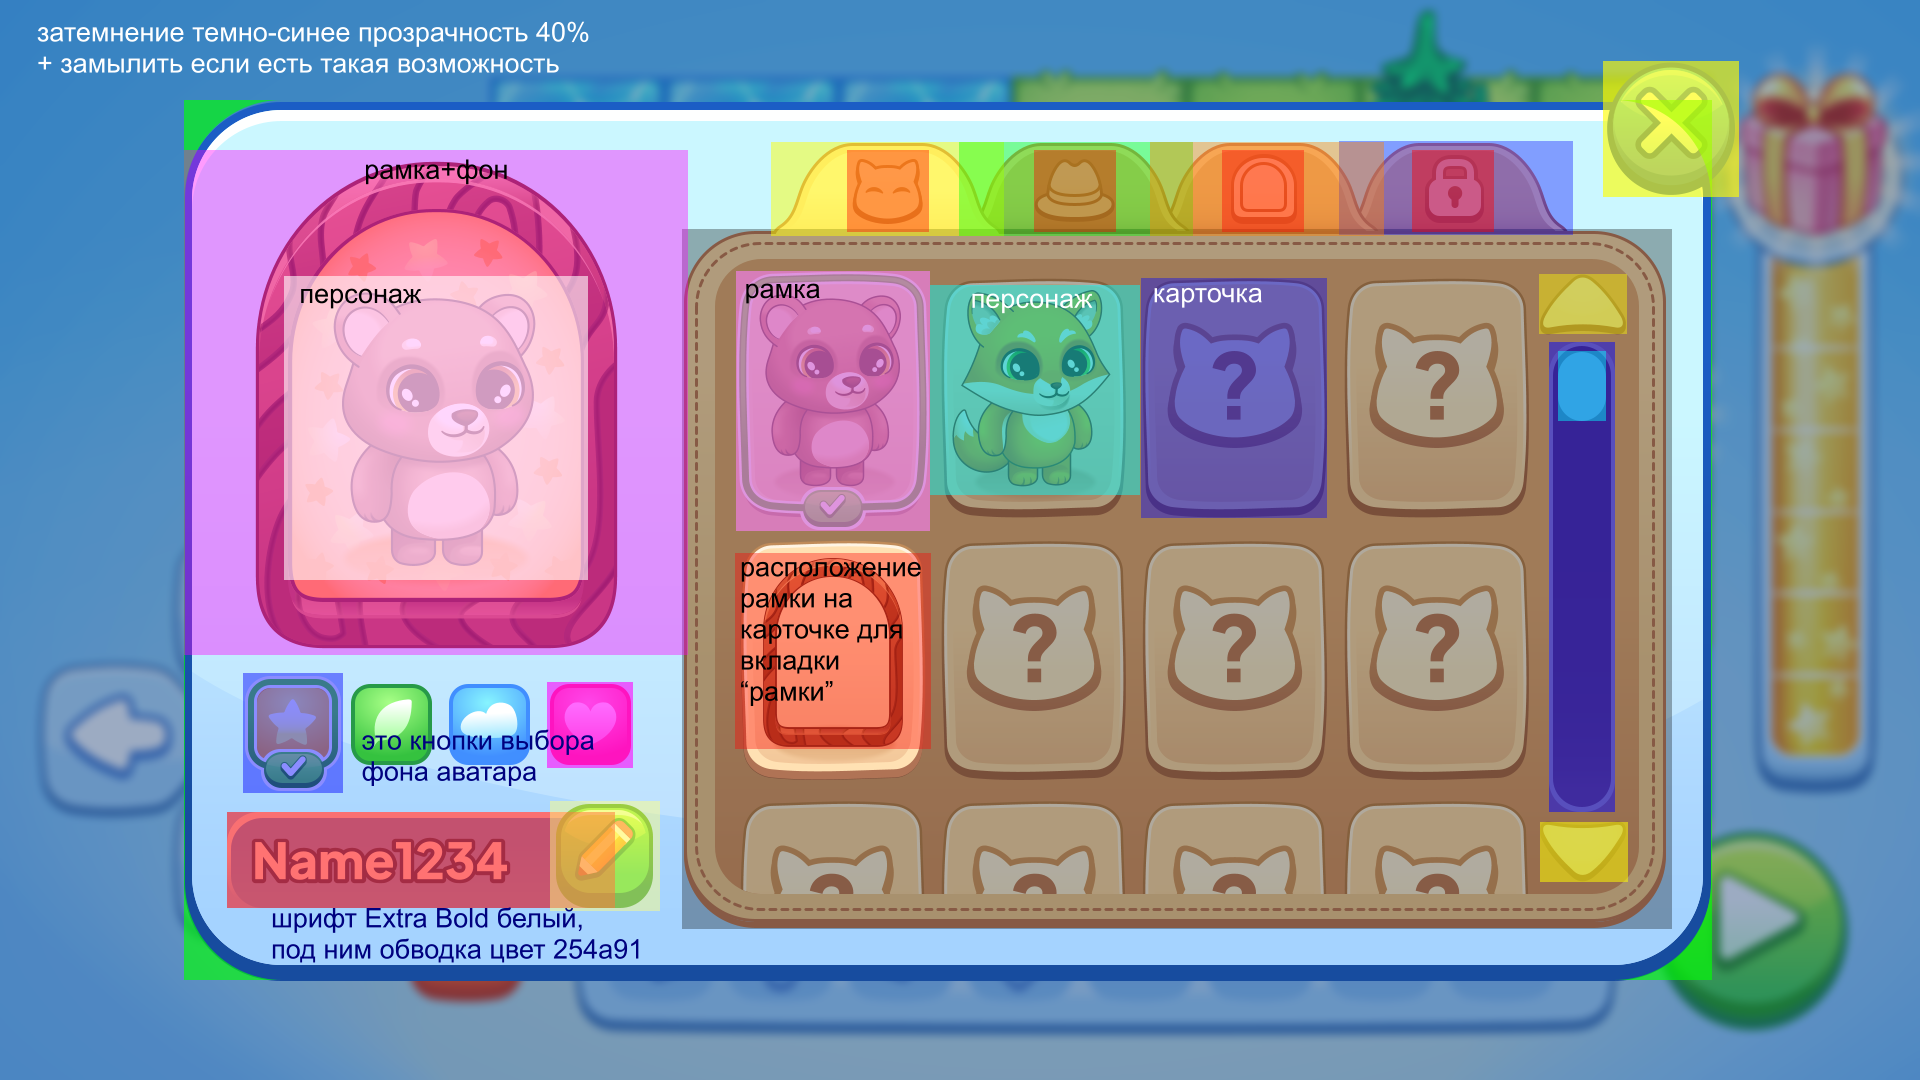 затемнение темно-синее прозрачность 40%
+ замылить если есть такая возможность
рамка+фон
персонаж
рамка
персонаж
карточка
?
?
расположение
рамки на
карточке для
вкладки
“рамки”
?
?
?
это кнопки выбора
фона аватара
Name1234
шрифт Extra Bold белый,
под ним обводка цвет 254a91
?
?
?
?